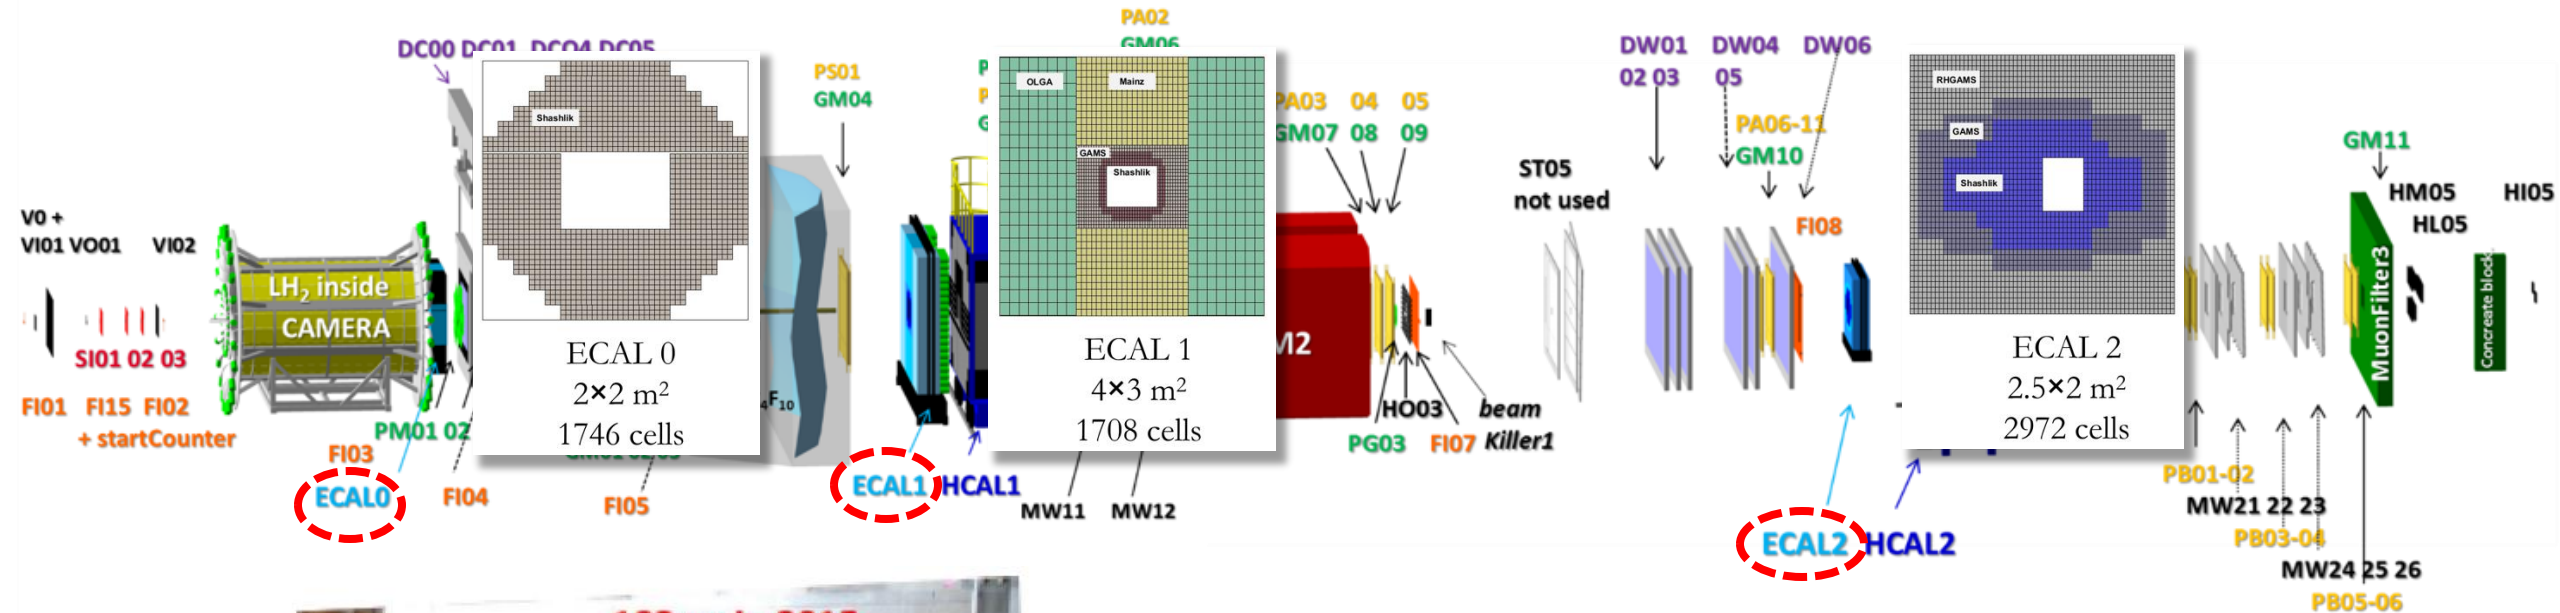 PA02
GM06
DC00 DC01 DC04 DC05
DW01 DW04 DW06
02 03 05
PS01
GM04
OLGA
Mainz
GAMS
Shashlik
Shashlik
RHGAMS
GAMS
Shashlik
PA03 04 05
GM07 08 09
PA06-11
GM10
FI08
GM11
ST05
not used
HM05
HL05
HI05
V0 +
VI01 VO01 VI02
LH2 inside
CAMERA
SI01 02 03
FI01 FI15 FI02
+ startCounter
PM01 02
FI03
ECAL0
FI04
FI05
ECAL 0
2×2 m²
1746 cells
4F10
ECAL1 HCAL1
ECAL 1
4×3 m²
1708 cells
MW11 MW12
M2
HO03
PG03 FI07
beam
Killer1
ECAL 2
2.5×2 m²
2972 cells
ECAL2 HCAL2
MuonFilter3
Concreate block
PB01-02
MW21 22 23
PB03-04
MW24 25 26
PB05-06